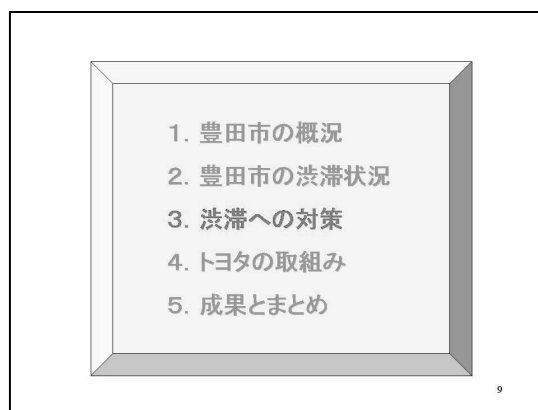 1. 豊田市の概況
2. 豊田市の渋滞状況
3. 渋滞への対策
4. トヨタの取組み
5. 成果とまとめ
9